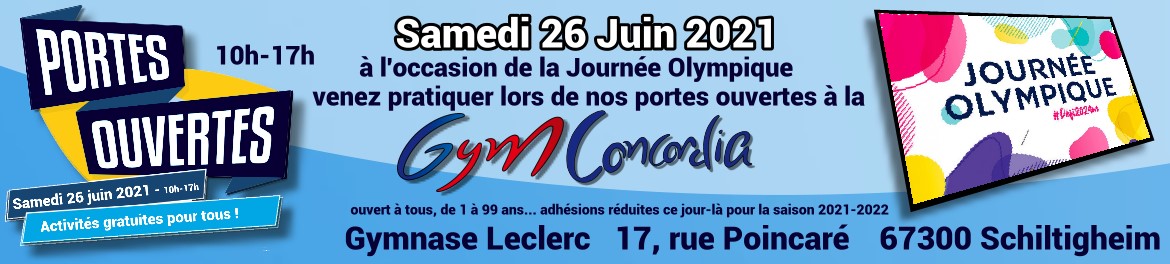 PORTES
OUVERTES
Samedi 26 juin 2021 - 10h-17h
Activités gratuites pour tous !
10h-17h
Samedi 26 Juin 2021
à l'occasion de la Journée Olympique
venez pratiquer lors de nos portes ouvertes à la
Gym Concordia
ouvert à tous, de 1 à 99 ans... adhésions réduites ce jour-là pour la saison 2021-2022
Gymnase Leclerc 17, rue Poincaré 67300 Schiltigheim
JOURNÉE
OLYMPIQUE